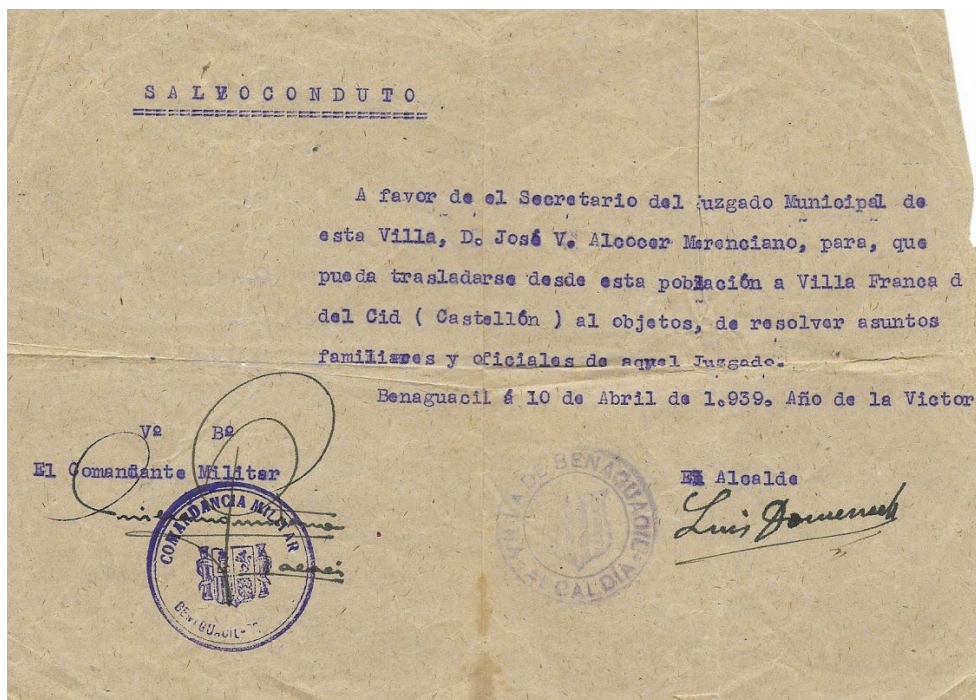 SALVOCONDUTO
A favor de el Secretario del juzgado Municipal de
esta Villa, D. José V. Alcocer Merenciano, para, que
pueda trasladarse desde esta población a Villa Franca d
del Cid ( Castellón ) al objetos, de resolver asuntos
familiares y oficiales de aquel Juzgado.
Benaguacil á 10 de Abril de 1.939. Año de la Victor
Vº Bº
El Comandante Militar
El Alcalde
Luis Domenech
COMANDANCIA MILITAR
BENAGUACIL
ALCALDIA DE BENAGUACIL